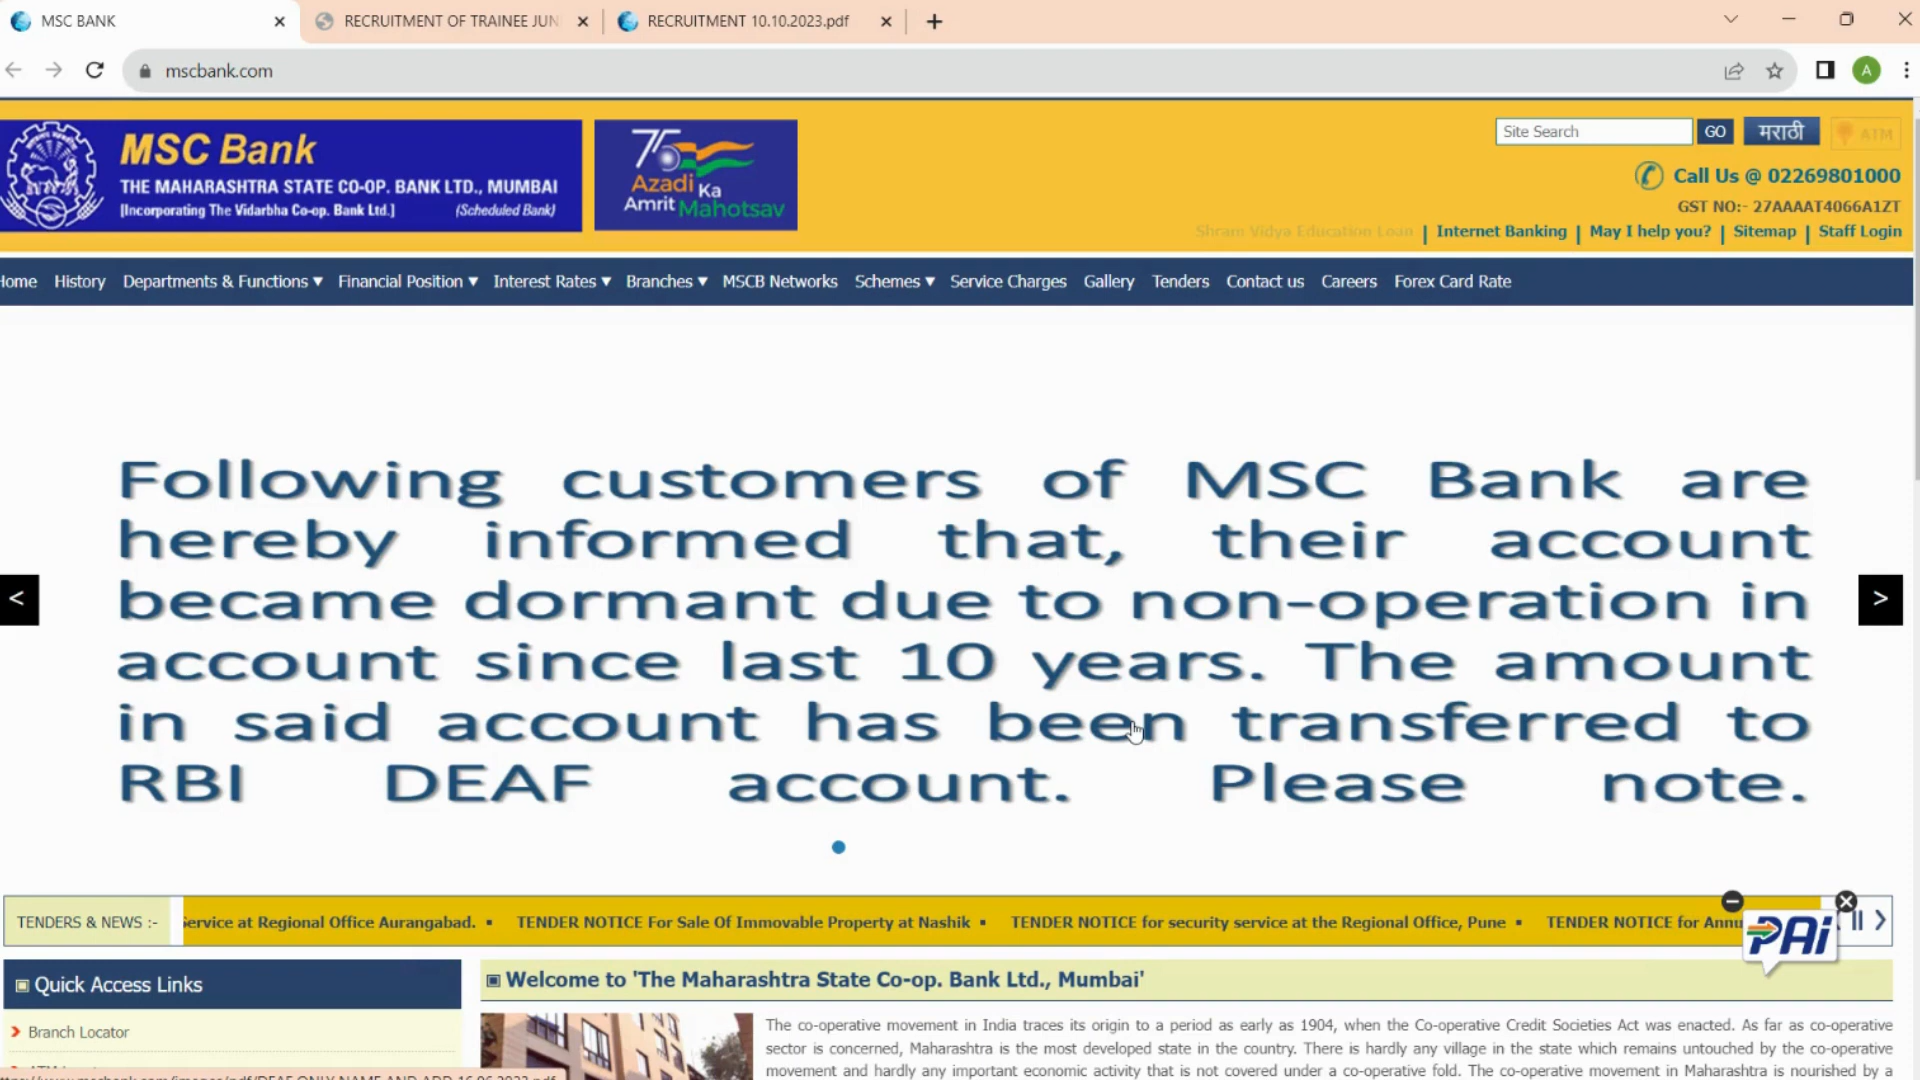 MSC BANK
RECRUITMENT OF TRAINEE JUN
RECRUITMENT 10.10.2023.pdf
mscbank.com
A
MSC Bank
THE MAHARASHTRA STATE CO-OP. BANK LTD., MUMBAI
[Incorporating The Vidarbha Co-op. Bank Ltd.] (Scheduled Bank)
75
Azadi Ka
Amrit Mahotsav
Site Search GO मराठी ATM
Call Us @ 02269801000
GST NO:- 27AAAAT4066A1ZT
Shram Vidya Education Loan | Internet Banking | May I help you? | Sitemap | Staff Login
Home History Departments & Functions ▼ Financial Position ▼ Interest Rates ▼ Branches ▼ MSCB Networks Schemes ▼ Service Charges Gallery Tenders Contact us Careers Forex Card Rate
Following customers of MSC Bank are
hereby informed that, their account
became dormant due to non-operation in
account since last 10 years. The amount
in said account has been transferred to
RBI DEAF account. Please note.
< >
TENDERS & NEWS :- Service at Regional Office Aurangabad. ▪ TENDER NOTICE For Sale Of Immovable Property at Nashik ▪ TENDER NOTICE for security service at the Regional Office, Pune ▪ TENDER NOTICE for Annu
PAi
Quick Access Links
Welcome to 'The Maharashtra State Co-op. Bank Ltd., Mumbai'
Branch Locator
The co-operative movement in India traces its origin to a period as early as 1904, when the Co-operative Credit Societies Act was enacted. As far as co-operative
sector is concerned, Maharashtra is the most developed state in the country. There is hardly any village in the state which remains untouched by the co-operative
movement and hardly any important economic activity that is not covered under a co-operative fold. The co-operative movement in Maharashtra is nourished by a